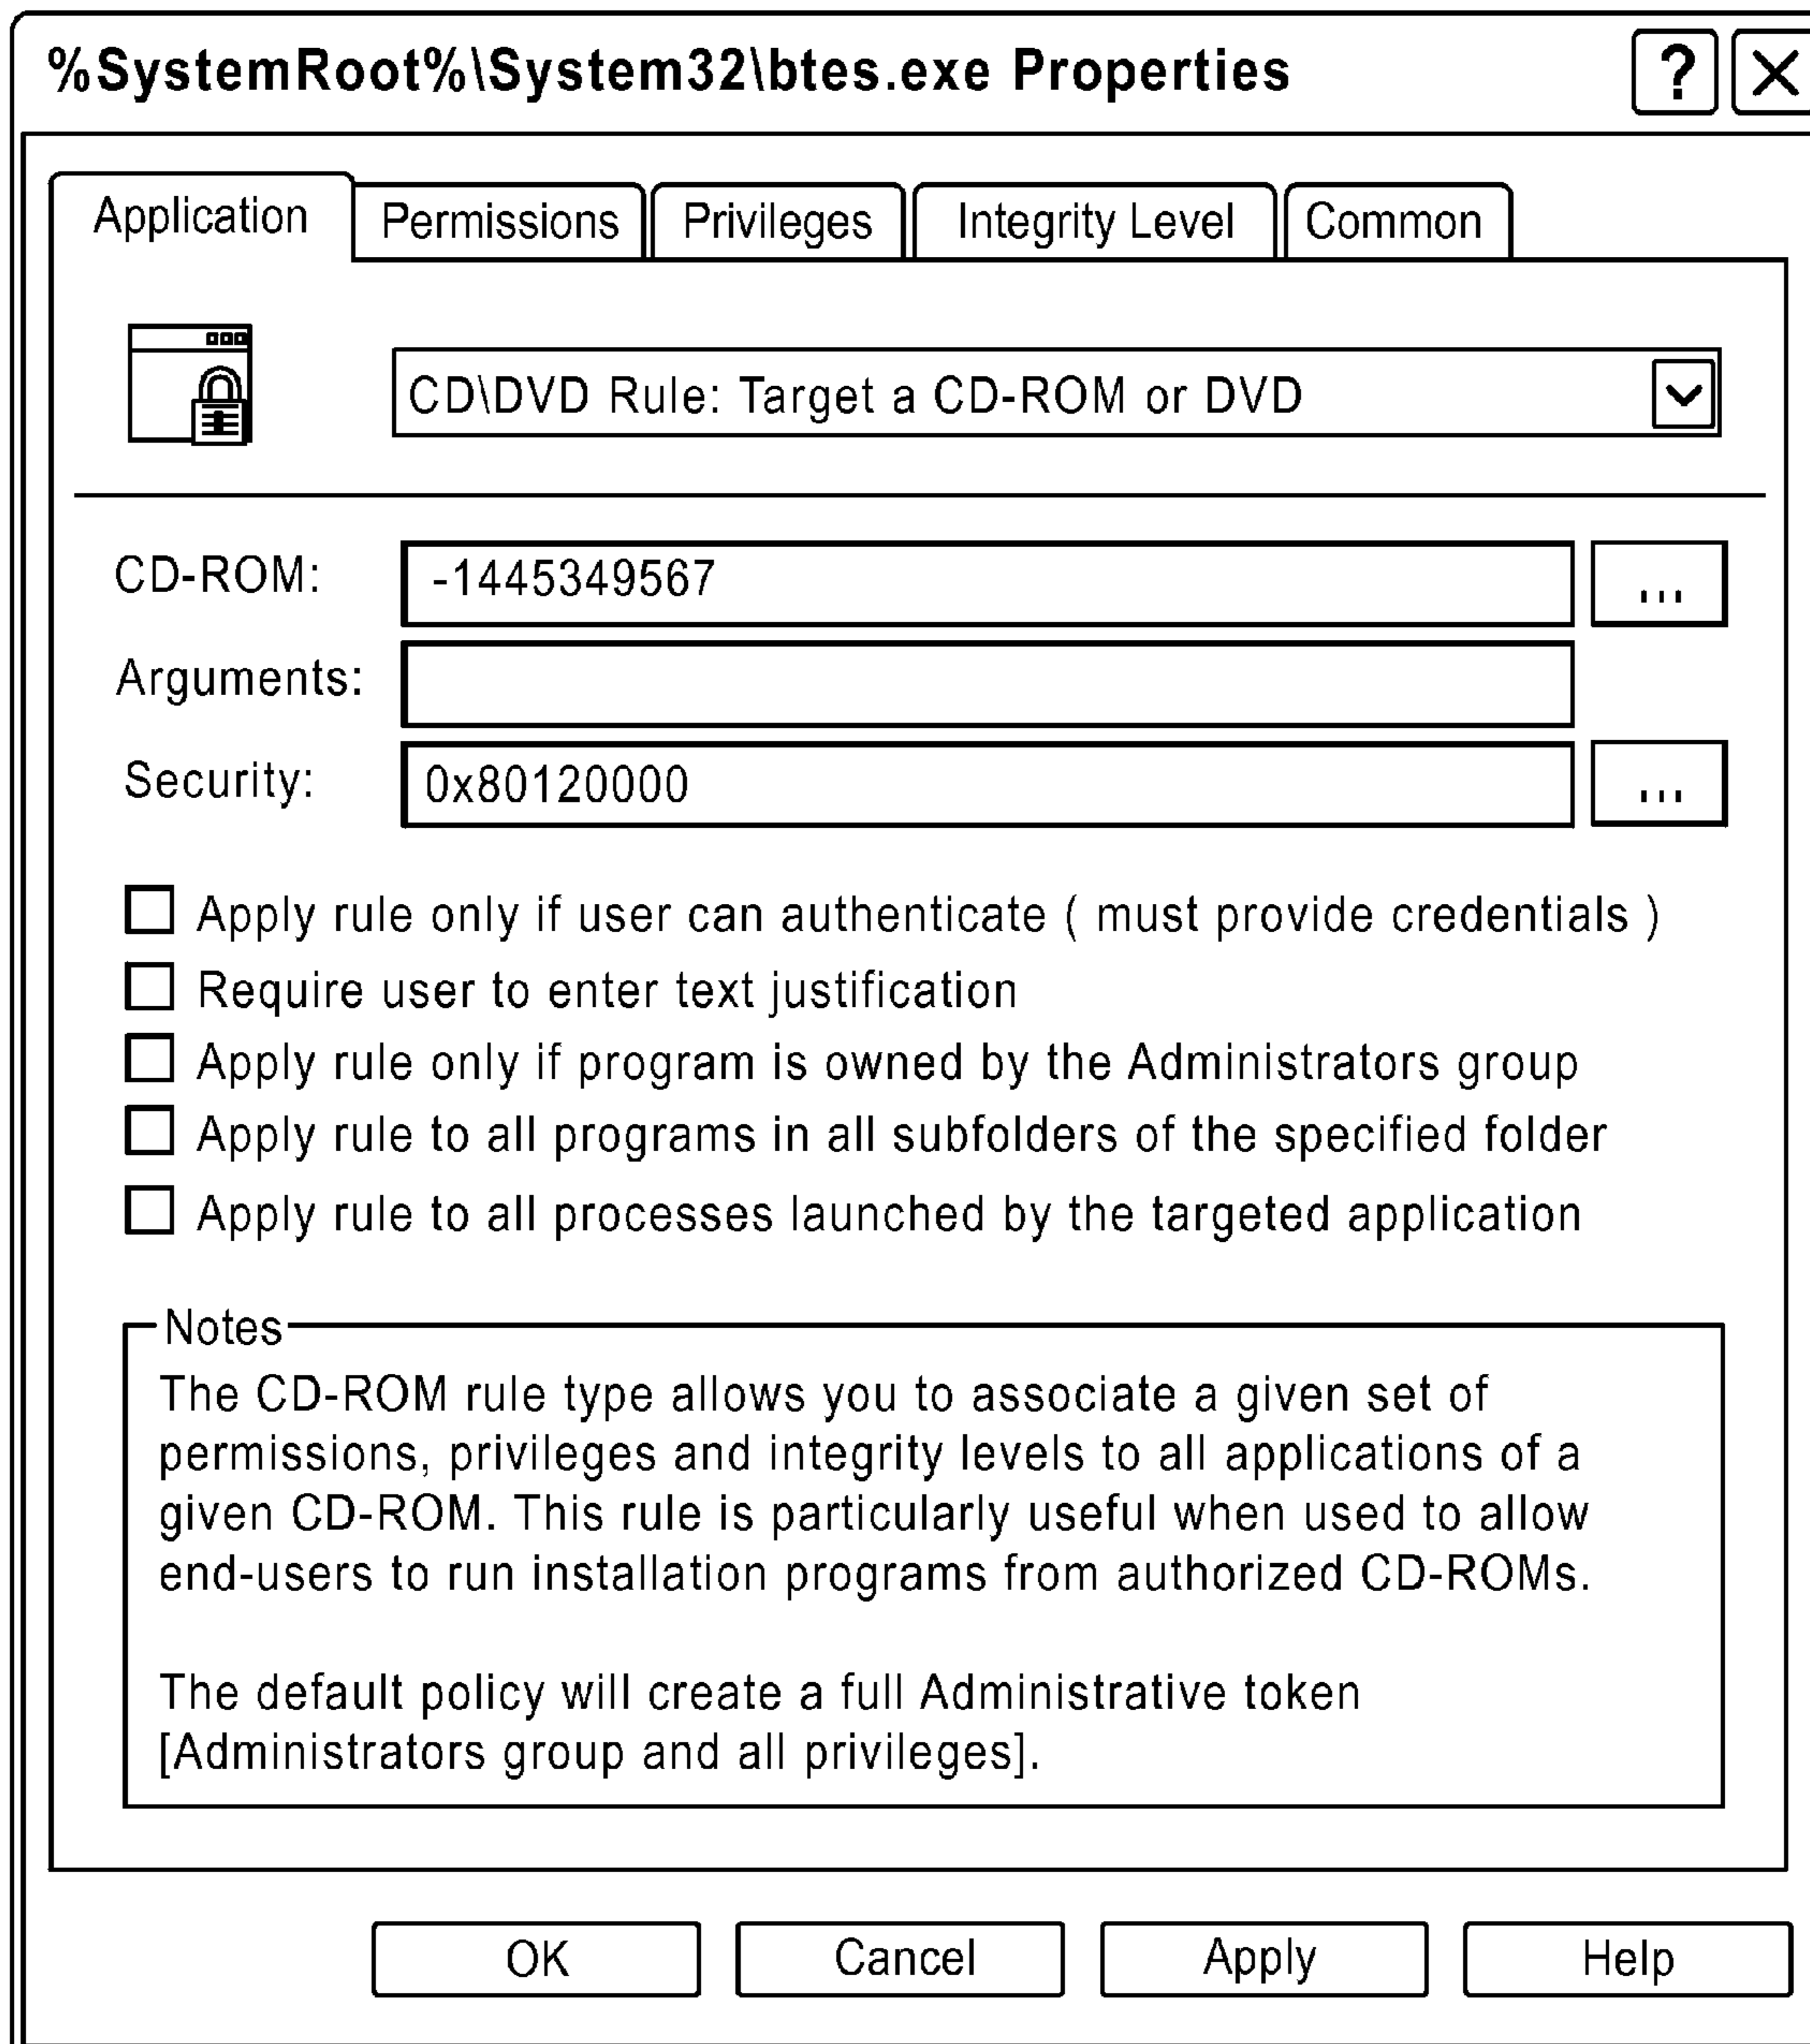 %SystemRoot%\System32\btes.exe Properties ? X
Application Permissions Privileges Integrity Level Common
CD\DVD Rule: Target a CD-ROM or DVD
CD-ROM: -1445349567 ...
Arguments:
Security: 0x80120000 ...
Apply rule only if user can authenticate ( must provide credentials )
Require user to enter text justification
Apply rule only if program is owned by the Administrators group
Apply rule to all programs in all subfolders of the specified folder
Apply rule to all processes launched by the targeted application
Notes
The CD-ROM rule type allows you to associate a given set of
permissions, privileges and integrity levels to all applications of a
given CD-ROM. This rule is particularly useful when used to allow
end-users to run installation programs from authorized CD-ROMs.
The default policy will create a full Administrative token
[Administrators group and all privileges].
OK Cancel Apply Help